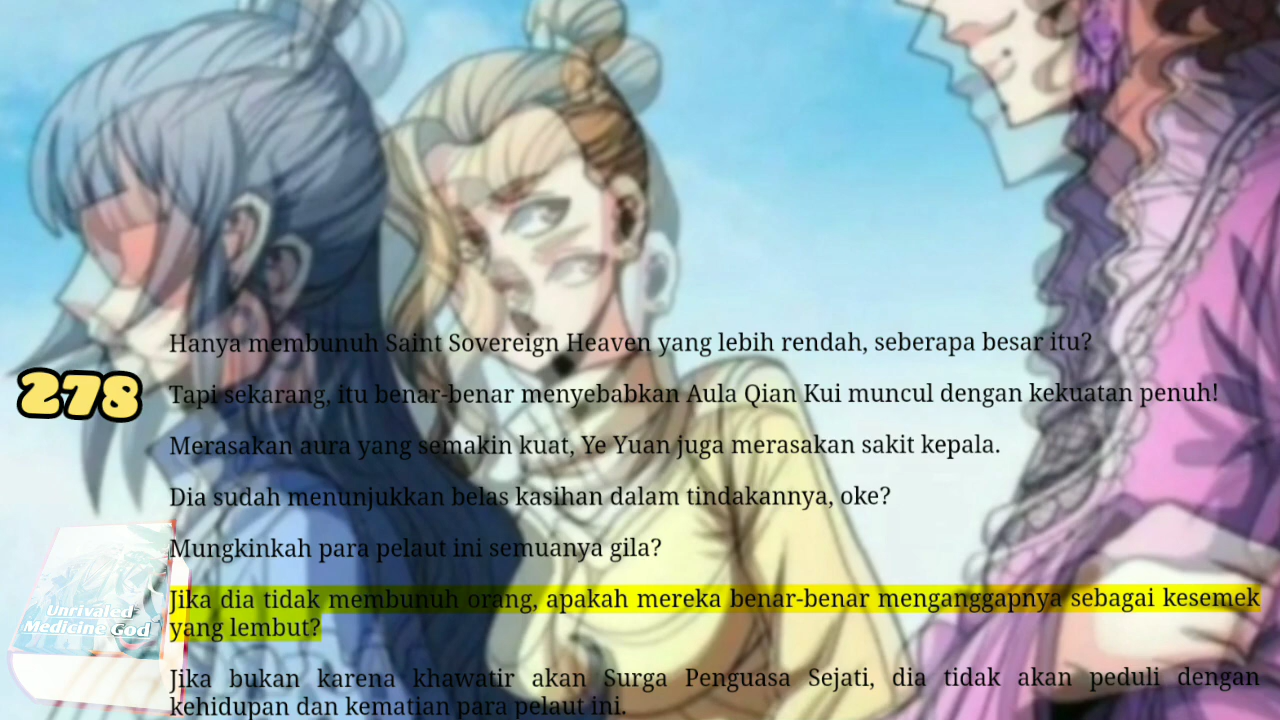 Hanya membunuh Saint Sovereign Heaven yang lebih rendah, seberapa besar itu?
278
Tapi sekarang, itu benar-benar menyebabkan Aula Qian Kui muncul dengan kekuatan penuh!
Merasakan aura yang semakin kuat, Ye Yuan juga merasakan sakit kepala.
Dia sudah menunjukkan belas kasihan dalam tindakannya, oke?
Mungkinkah para pelaut ini semuanya gila?
Jika dia tidak membunuh orang, apakah mereka benar-benar menganggapnya sebagai kesemek
yang lembut?
Unrivaled
Medicine God
Jika bukan karena khawatir akan Surga Penguasa Sejati, dia tidak akan peduli dengan
kehidupan dan kematian para pelaut ini.